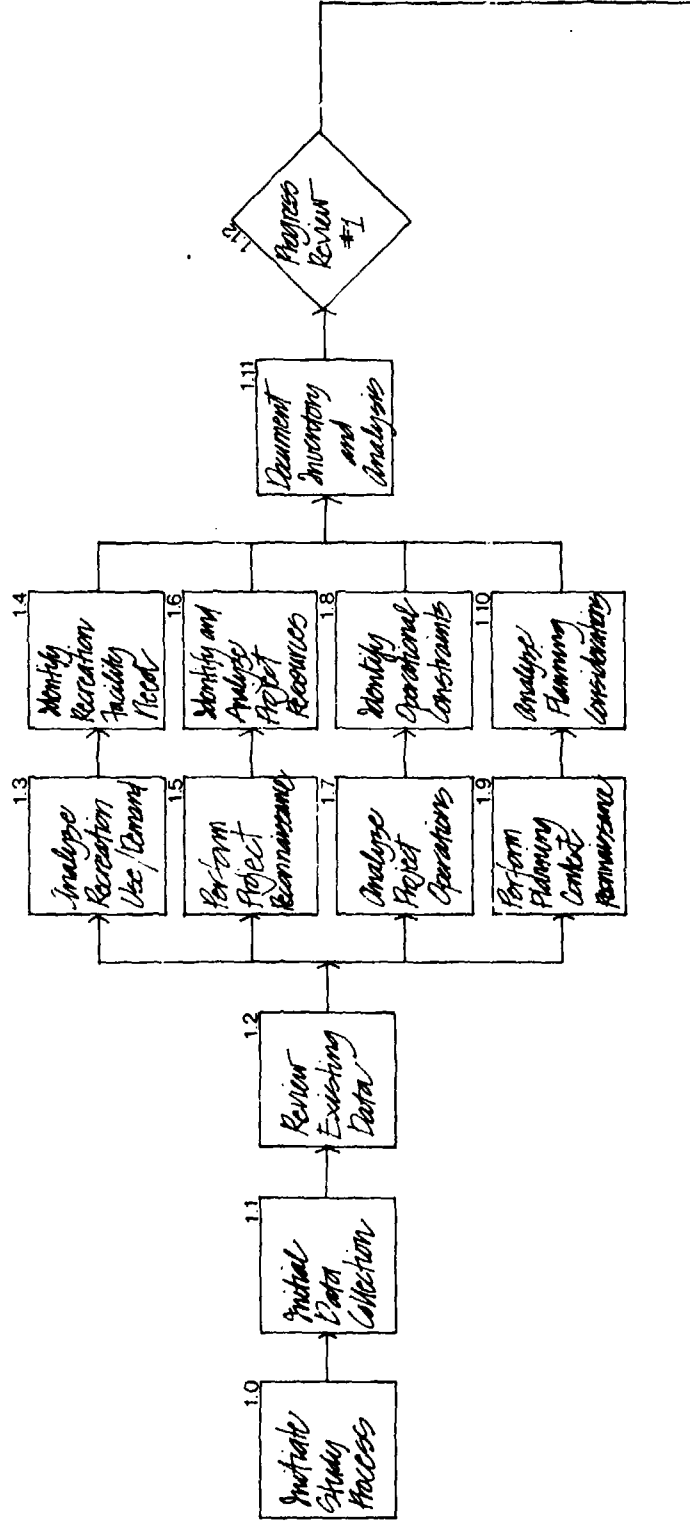 1.0
Initiate
Study
Process
1.1
Initial
Data
Collection
1.2
Review
Existing
Data
1.3
Analyze
Recreation
Use/Demand
1.4
Identify
Recreation
Facility
Need
1.5
Perform
Project
Reconnaissance
1.6
Identify and
Analyze
Project
Resources
1.7
Analyze
Project
Operations
1.8
Identify
Operational
Constraints
1.9
Perform
Planning
Context
Reconnaissance
1.10
Analyze
Planning
Considerations
1.11
Document
Inventory
and
Analysis
1.12
Progress
Review
#1